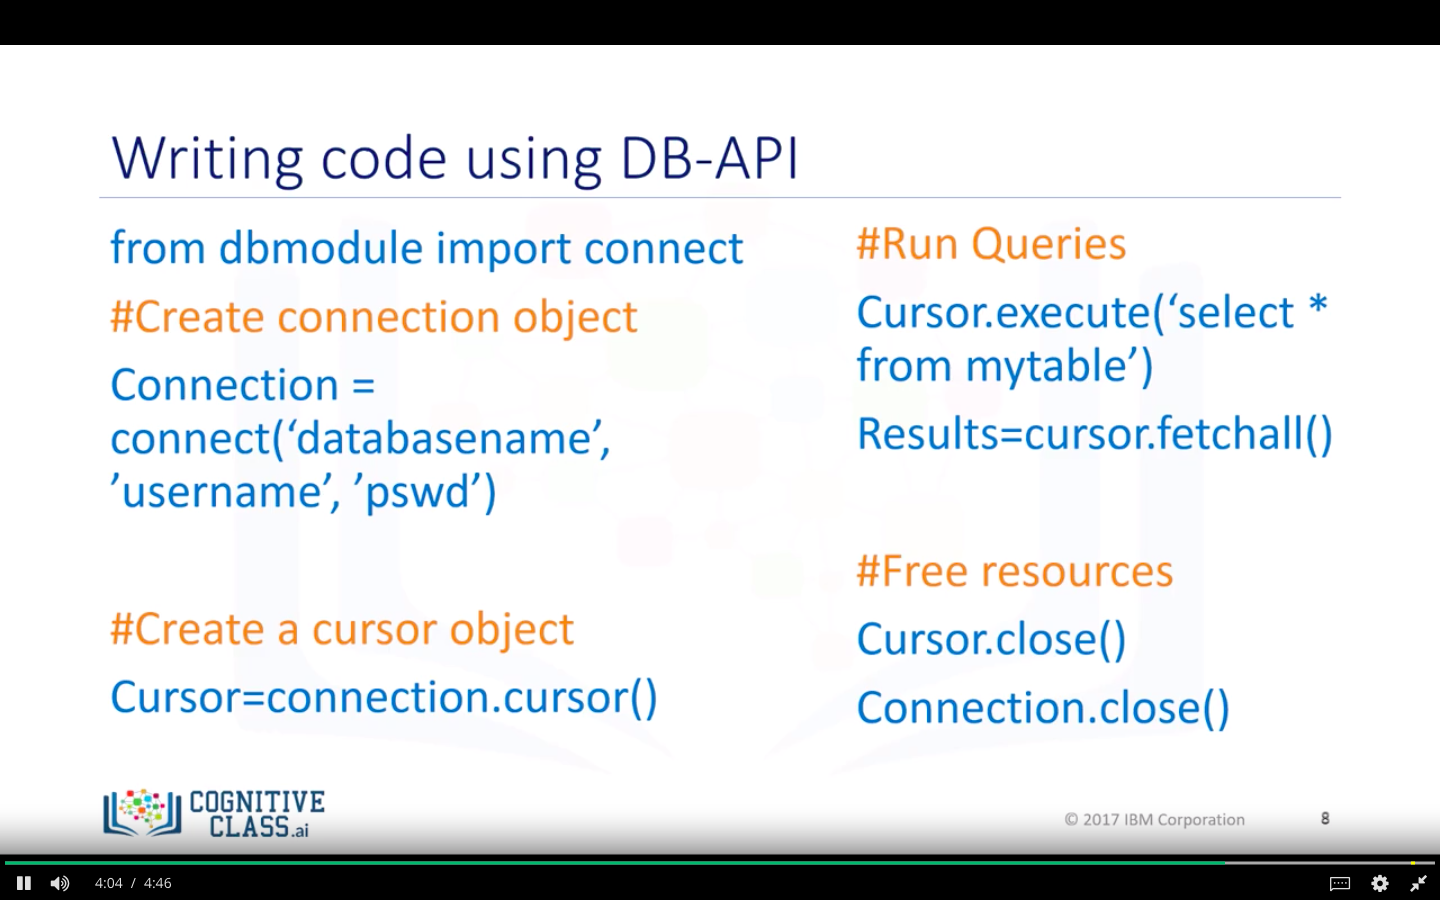 Writing code using DB-API
from dbmodule import connect
#Create connection object
Connection =
connect(‘databasename’,
’username’, ’pswd’)
#Create a cursor object
Cursor=connection.cursor()
#Run Queries
Cursor.execute(‘select *
from mytable’)
Results=cursor.fetchall()
#Free resources
Cursor.close()
Connection.close()
COGNITIVE
CLASS.ai
© 2017 IBM Corporation
8
4:04 / 4:46